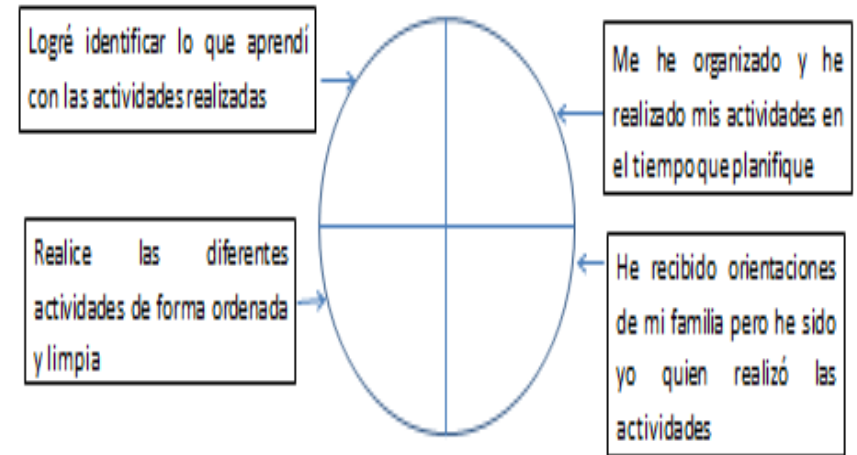 Logré identificar lo que aprendí
con las actividades realizadas
Me he organizado y he
realizado mis actividades en
el tiempo que planifique
Realice las diferentes
actividades de forma ordenada
y limpia
He recibido orientaciones
de mi familia pero he sido
yo quien realizó las
actividades